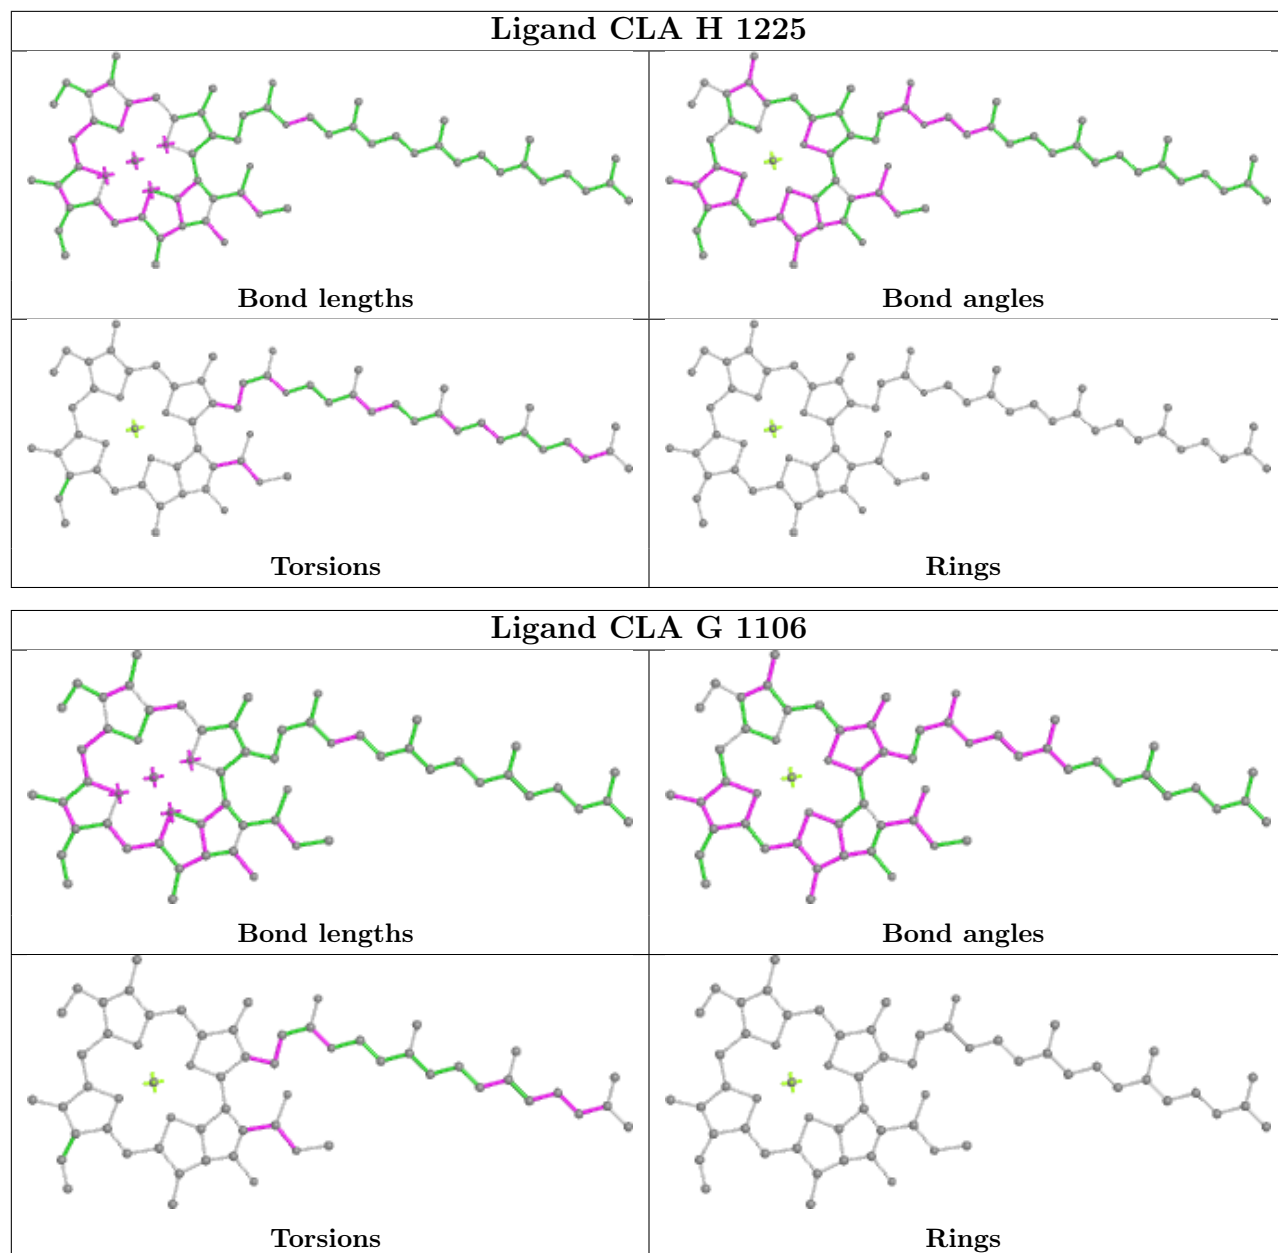 Ligand CLA H 1225
Bond lengths
Bond angles
Torsions
Rings
Ligand CLA G 1106
Bond lengths
Bond angles
Torsions
Rings